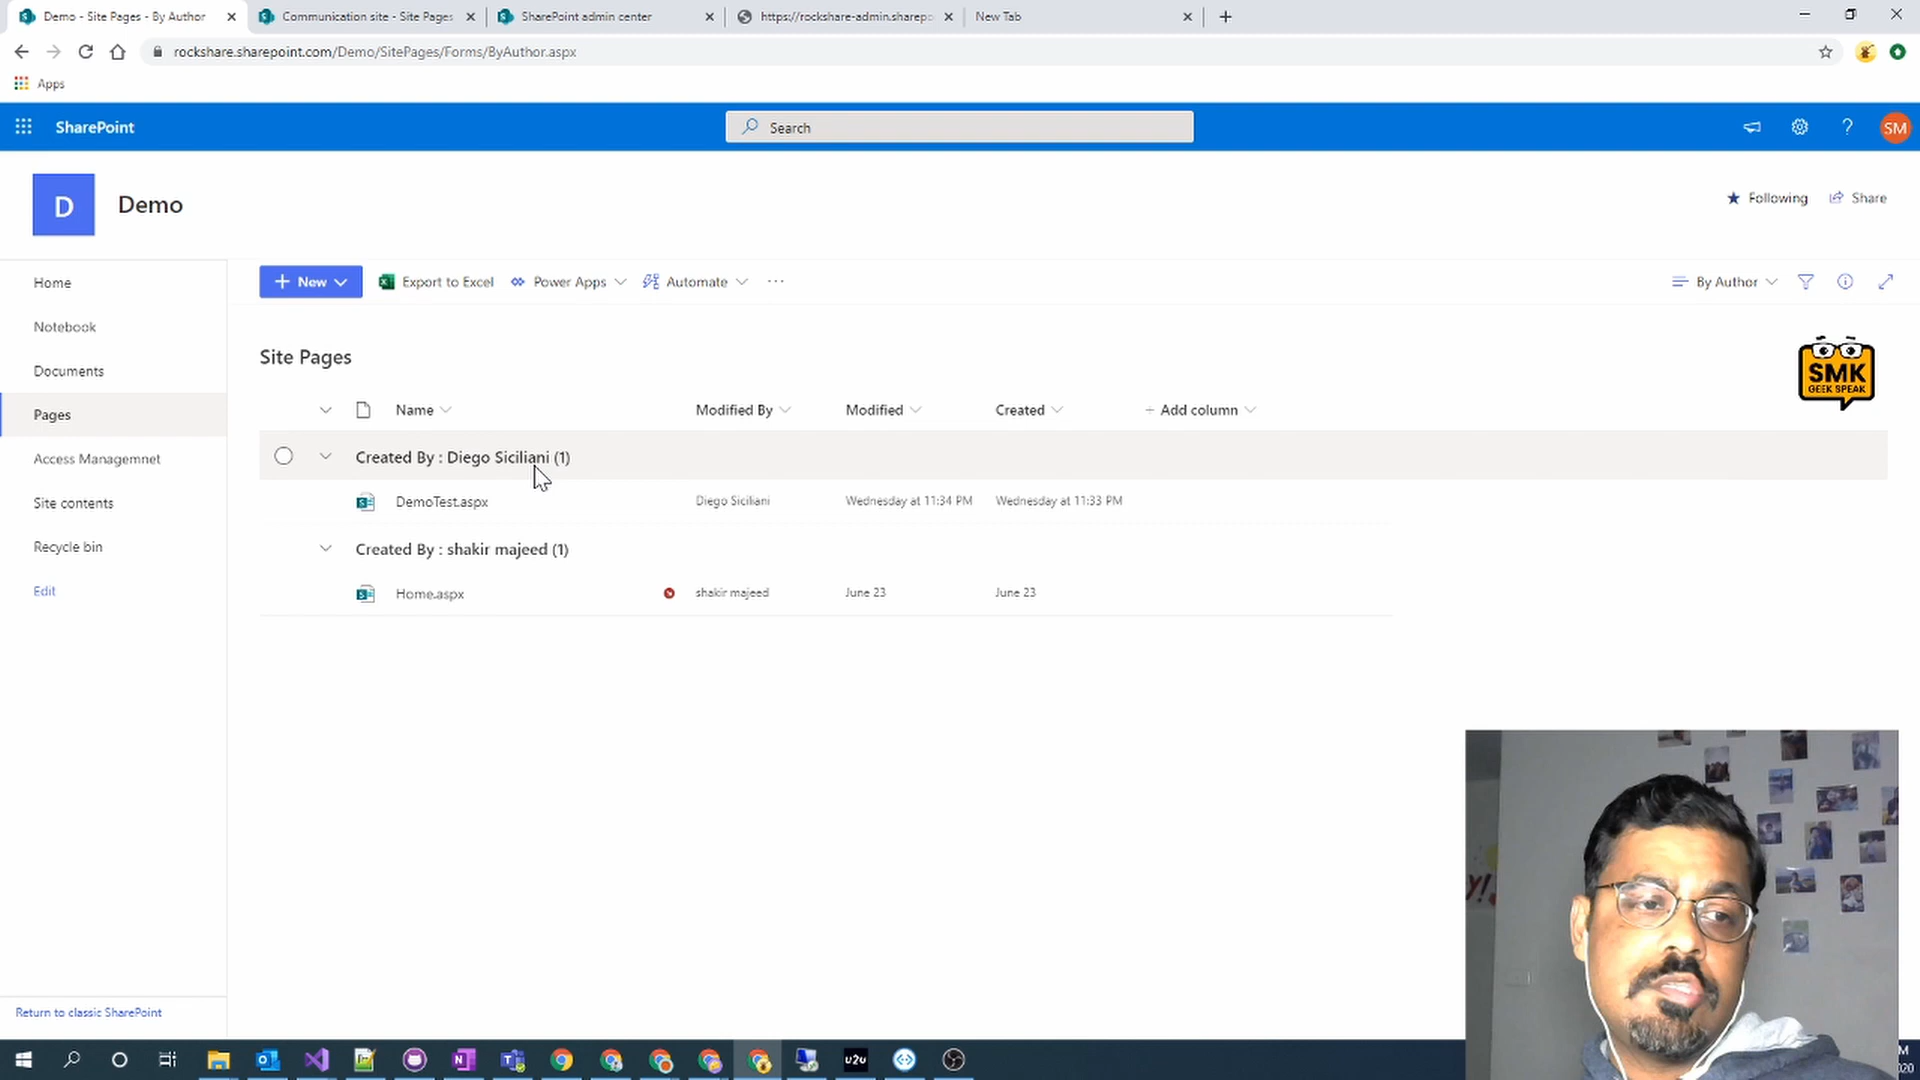 Demo - Site Pages - By Author
Communication site - Site Pages
SharePoint admin center
https://rockshare-admin.sharepo
New Tab
rockshare.sharepoint.com/Demo/SitePages/Forms/ByAuthor.aspx
Apps
SharePoint
Search
SM
D
Demo
Following
Share
Home
Notebook
Documents
Pages
Access Managemnet
Site contents
Recycle bin
Edit
Return to classic SharePoint
New
Export to Excel
Power Apps
Automate
By Author
Site Pages
SMK
GEEK SPEAK
Name
Modified By
Modified
Created
Add column
Created By : Diego Siciliani (1)
DemoTest.aspx
Diego Siciliani
Wednesday at 11:34 PM
Wednesday at 11:33 PM
Created By : shakir majeed (1)
Home.aspx
shakir majeed
June 23
June 23
u2u